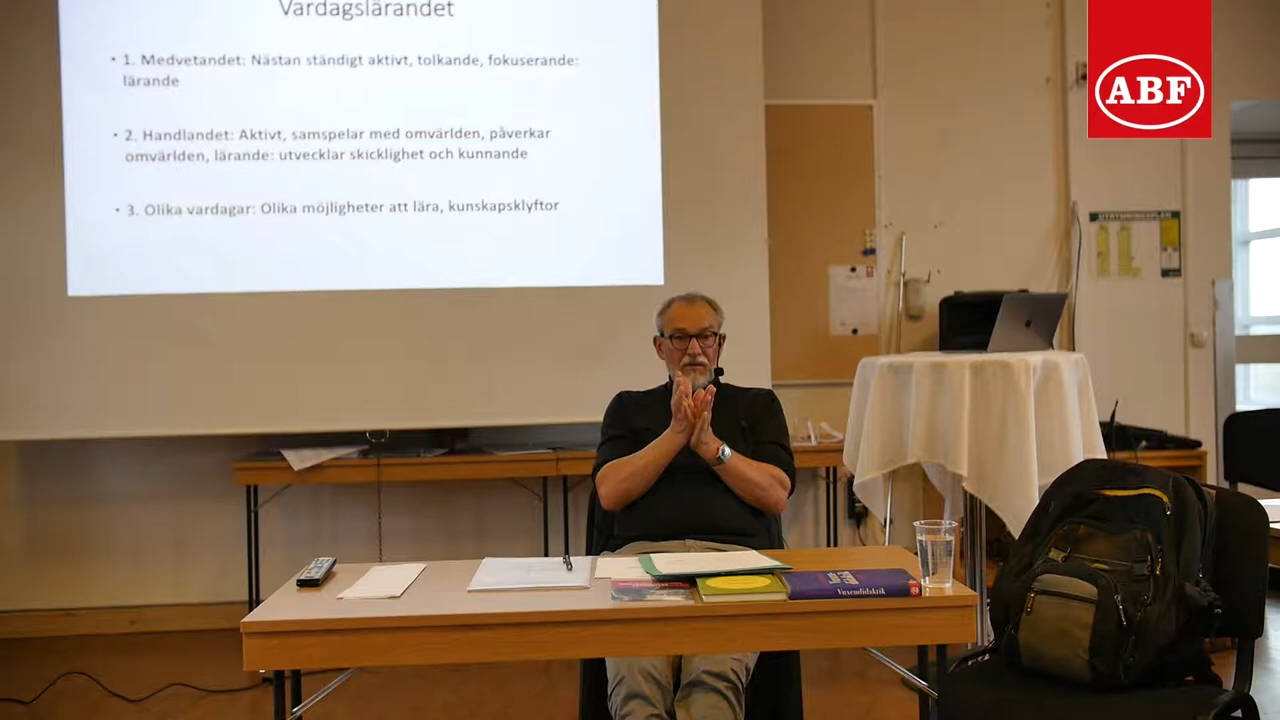 Vardagslärandet
• 1. Medvetandet: Nästan ständigt aktivt, tolkande, fokuserande:
lärande
• 2. Handlandet: Aktivt, samspelar med omvärlden, påverkar
omvärlden, lärande: utvecklar skicklighet och kunnande
• 3. Olika vardagar: Olika möjligheter att lära, kunskapsklyftor
ABF
UTRYMNINGSPLAN
Vuxendidaktik